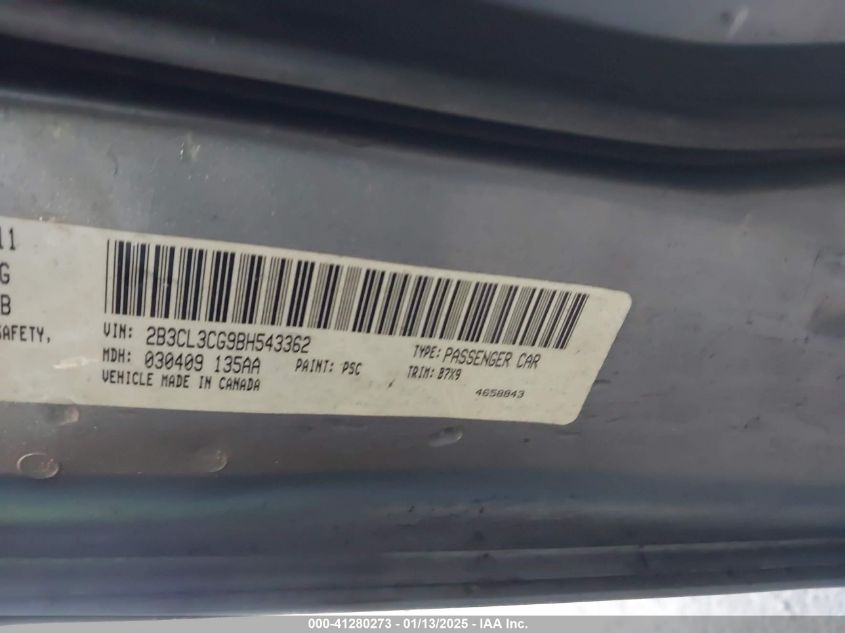 11
G
B
SAFETY,
VIN: 2B3CL3CG9BH543362
TYPE: PASSENGER CAR
MDH: 030409 135AA
PAINT: PSC
TRIM: B7X9
VEHICLE MADE IN CANADA
4658843
000-41280273 - 01/13/2025 - IAA Inc.